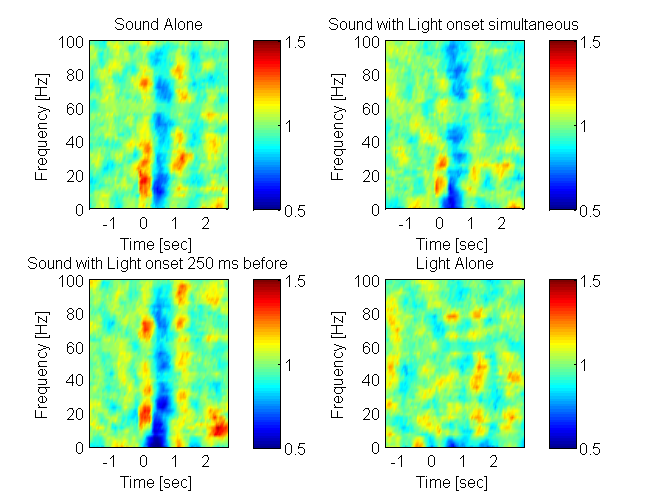 Sound Alone
100
80
60
40
20
0
Frequency [Hz]
-1 0 1 2
Time [sec]
1.5
1
0.5
Sound with Light onset simultaneous
100
80
60
40
20
0
Frequency [Hz]
-1 0 1 2
Time [sec]
1.5
1
0.5
Sound with Light onset 250 ms before
100
80
60
40
20
0
Frequency [Hz]
-1 0 1 2
Time [sec]
1.5
1
0.5
Light Alone
100
80
60
40
20
0
Frequency [Hz]
-1 0 1 2
Time [sec]
1.5
1
0.5